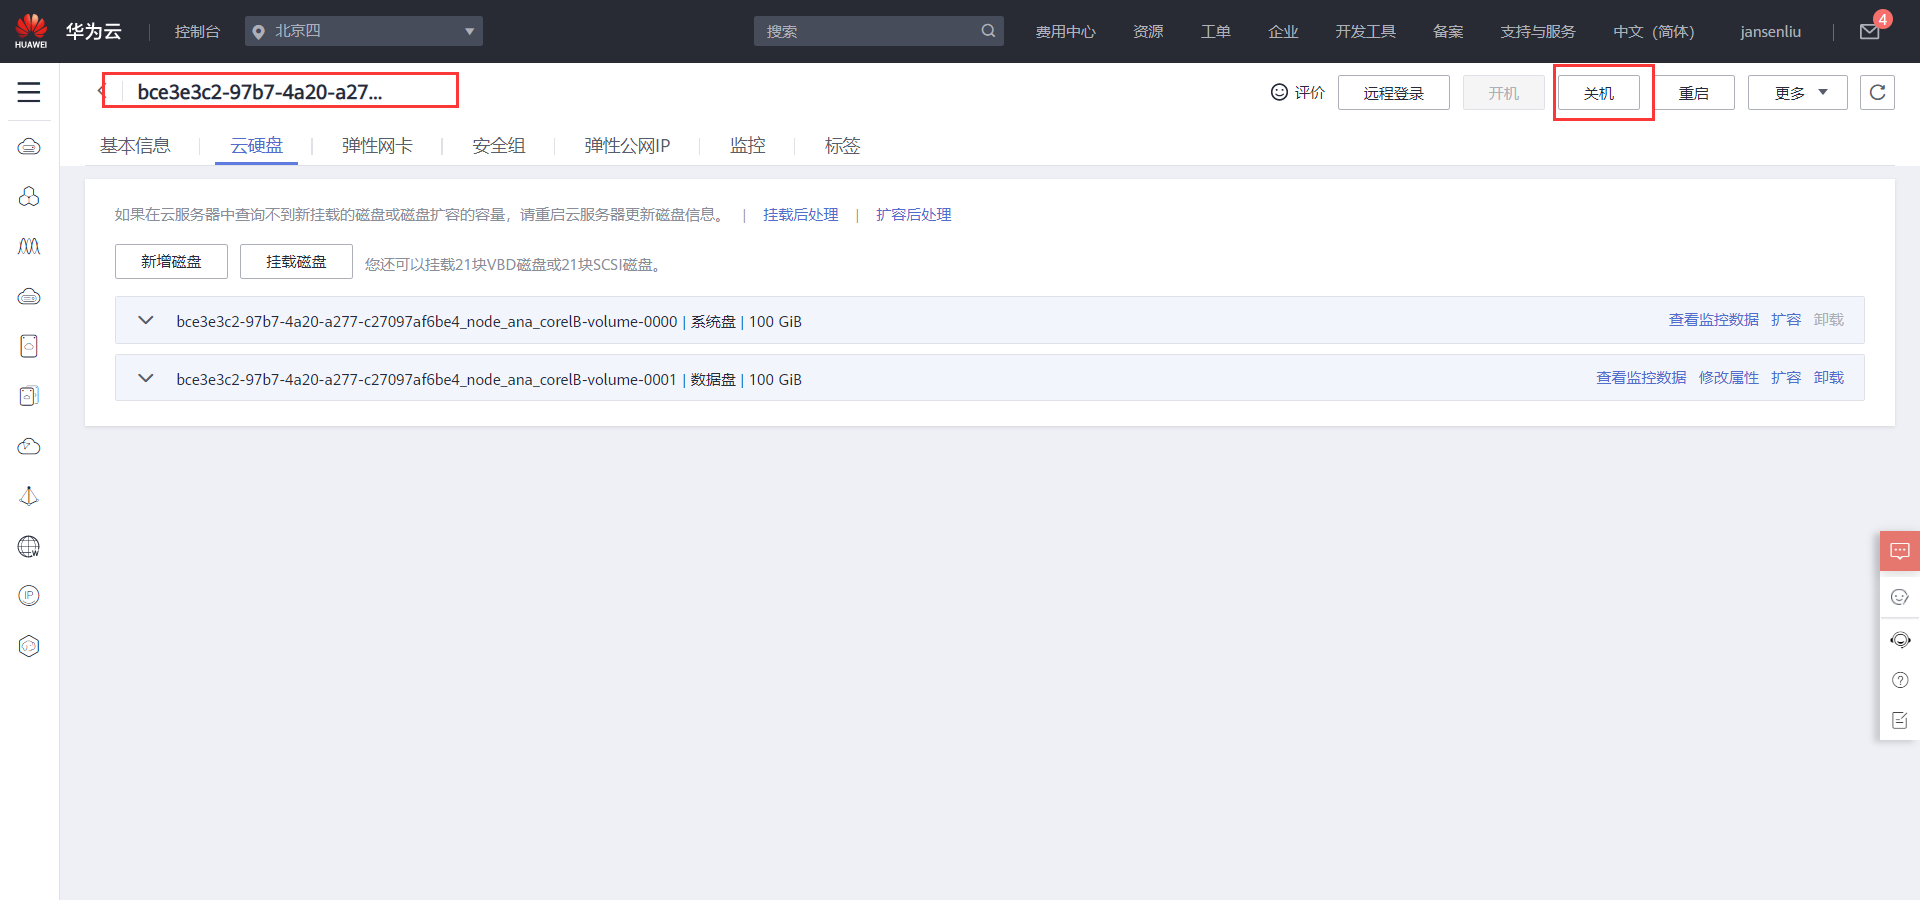 HUAWEI 华为云 控制台 北京四 搜索 费用中心 资源 工单 企业 开发工具 备案 支持与服务 中文（简体） jansenliu 4
bce3e3c2-97b7-4a20-a27... 评价 远程登录 开机 关机 重启 更多
基本信息 云硬盘 弹性网卡 安全组 弹性公网IP 监控 标签
如果在云服务器中查询不到新挂载的磁盘或磁盘扩容的容量，请重启云服务器更新磁盘信息。 | 挂载后处理 | 扩容后处理
新增磁盘 挂载磁盘 您还可以挂载21块VBD磁盘或21块SCSI磁盘。
bce3e3c2-97b7-4a20-a277-c27097af6be4_node_ana_corelB-volume-0000 | 系统盘 | 100 GiB 查看监控数据 扩容 卸载
bce3e3c2-97b7-4a20-a277-c27097af6be4_node_ana_corelB-volume-0001 | 数据盘 | 100 GiB 查看监控数据 修改属性 扩容 卸载
W
IP